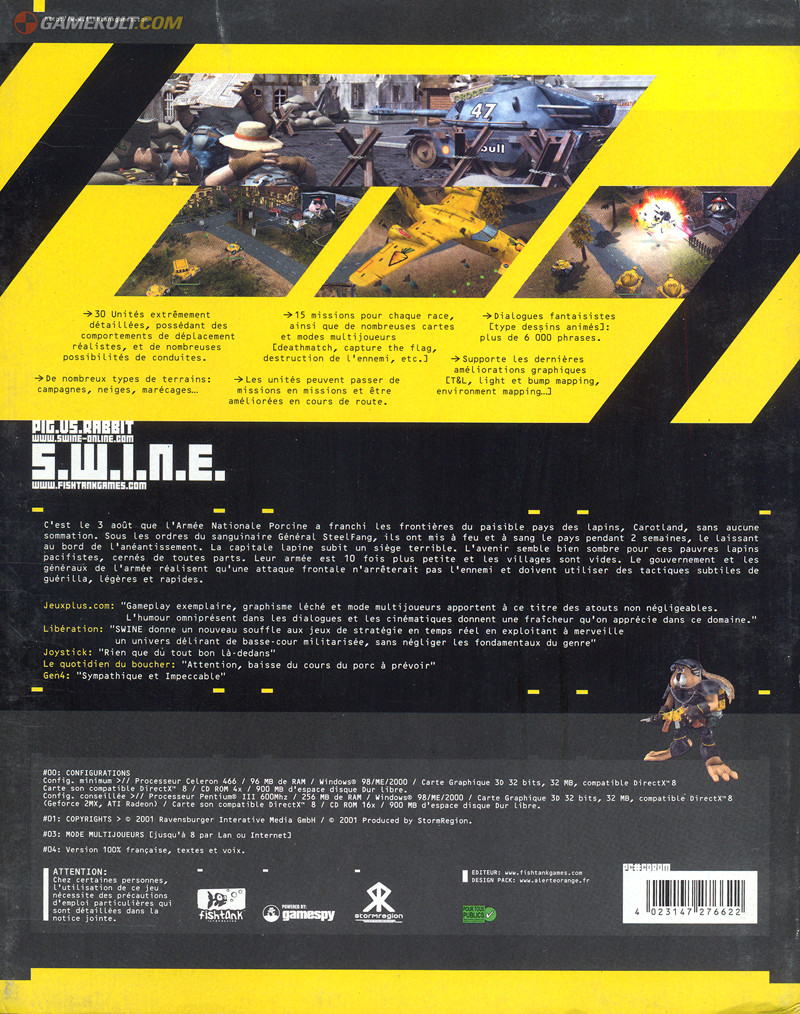 GAMEKULT.COM
47
bull
→30 Unités extrêmement
détaillées, possédant des
comportements de déplacement
réalistes, et de nombreuses
possibilités de conduites.
→15 missions pour chaque race,
ainsi que de nombreuses cartes
et modes multijoueurs
[deathmatch, capture the flag,
destruction de l'ennemi, etc.]
→Dialogues fantaisistes
[type dessins animés]:
plus de 6 000 phrases.
→De nombreux types de terrains:
campagnes, neiges, marécages…
→Les unités peuvent passer de
missions en missions et être
améliorées en cours de route.
→Supporte les dernières
améliorations graphiques
[T&L, light et bump mapping,
environment mapping…]
PIG.VS.RABBIT
WWW.SWINE-ONLINE.COM
S.W.I.N.E.
WWW.FISHTANKGAMES.COM
C'est le 3 août que l'Armée Nationale Porcine a franchi les frontières du paisible pays des lapins, Carotland, sans aucune
sommation. Sous les ordres du sanguinaire Général SteelFang, ils ont mis à feu et à sang le pays pendant 2 semaines, le laissant
au bord de l'anéantissement. La capitale lapine subit un siège terrible. L'avenir semble bien sombre pour ces pauvres lapins
pacifistes, cernés de toutes parts. Leur armée est 10 fois plus petite et les villages sont vides. Le gouvernement et les
généraux de l'armée réalisent qu'une attaque frontale n'arrêterait pas l'ennemi et doivent utiliser des tactiques subtiles de
guérilla, légères et rapides.
Jeuxplus.com: "Gameplay exemplaire, graphisme léché et mode multijoueurs apportent à ce titre des atouts non négligeables.
L'humour omniprésent dans les dialogues et les cinématiques donnent une fraîcheur qu'on apprécie dans ce domaine."
Libération: "SWINE donne un nouveau souffle aux jeux de stratégie en temps réel en exploitant à merveille
un univers délirant de basse-cour militarisée, sans négliger les fondamentaux du genre"
Joystick: "Rien que du tout bon là-dedans"
Le quotidien du boucher: "Attention, baisse du cours du porc à prévoir"
Gen4: "Sympathique et Impeccable"
#00: CONFIGURATIONS
Config. minimum >// Processeur Celeron 466 / 96 MB de RAM / Windows® 98/ME/2000 / Carte Graphique 3D 32 bits, 32 MB, compatible DirectX™8
Carte son compatible DirectX™ 8 / CD ROM 4x / 900 MB d'espace disque Dur libre.
Config. conseillée >// Processeur Pentium® III 600Mhz / 256 MB de RAM / Windows® 98/ME/2000 / Carte Graphique 3D 32 bits, 32 MB, compatible DirectX™8
(Geforce 2MX, ATI Radeon) / Carte son compatible DirectX™ 8 / CD ROM 16x / 900 MB d'espace disque Dur libre.
#01: COPYRIGHTS > © 2001 Ravensburger Interative Media GmbH / © 2001 Produced by StormRegion.
#03: MODE MULTIJOUEURS [jusqu'à 8 par Lan ou Internet]
#04: Version 100% française, textes et voix.
ATTENTION:
Chez certaines personnes,
l'utilisation de ce jeu
nécessite des précautions
d'emploi particulières qui
sont détaillées dans la
notice jointe.
fishtank
INTERACTIVE
POWERED BY:
gamespy
stormregion
EDITEUR: www.fishtankgames.com
DESIGN PACK: www.alerteorange.fr
POUR TOUS
PUBLICS
PC#CDROM
4 023147 276622